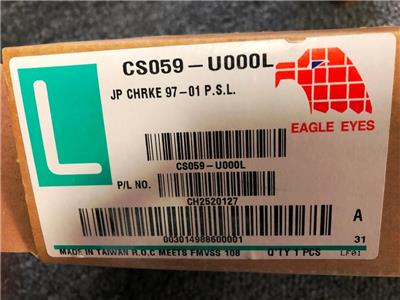 CS059-U000L
JP CHRKE 97-01 P.S.L.
L
EAGLE EYES
CS059-U000L
P/L NO.
CH2520127
003014988600001
A
31
MADE IN TAIWAN R.O.C MEETS FMVSS 108 Q'TY 1 PCS LF01